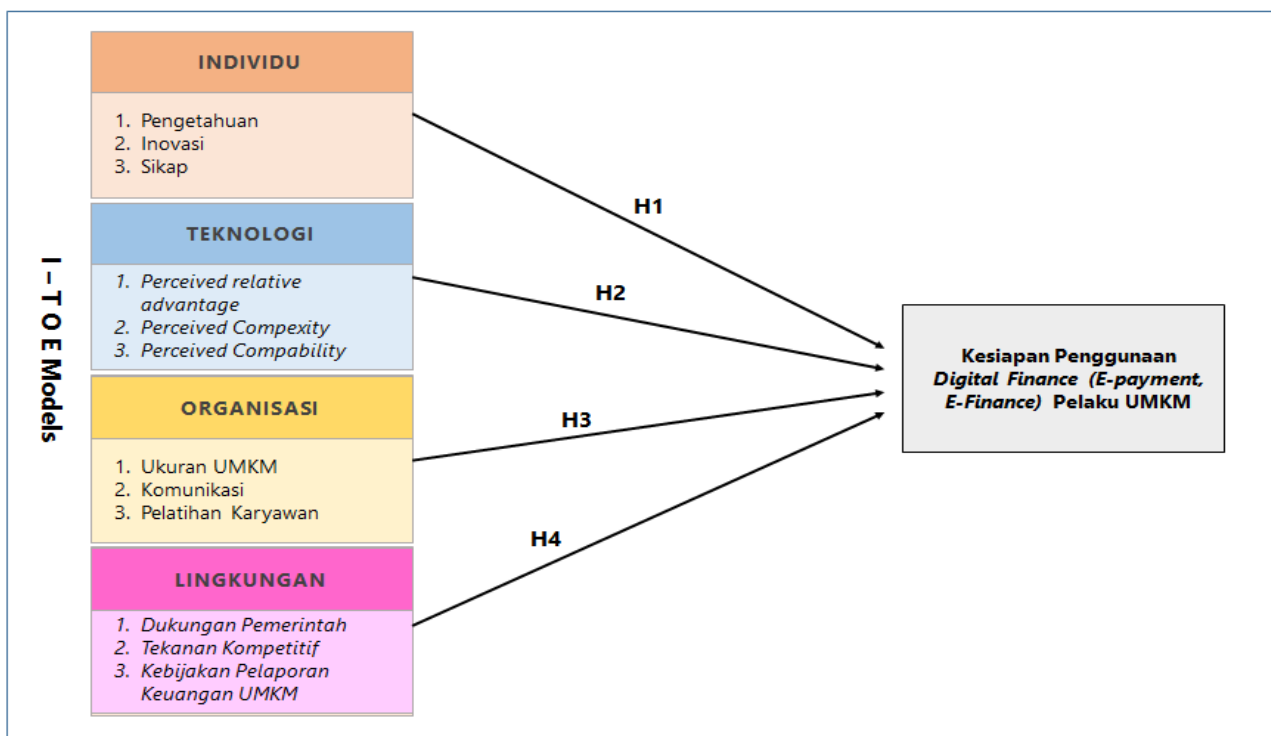 I – T O E Models
INDIVIDU
1. Pengetahuan
2. Inovasi
3. Sikap
TEKNOLOGI
1. Perceived relative
advantage
2. Perceived Compexity
3. Perceived Compability
ORGANISASI
1. Ukuran UMKM
2. Komunikasi
3. Pelatihan Karyawan
LINGKUNGAN
1. Dukungan Pemerintah
2. Tekanan Kompetitif
3. Kebijakan Pelaporan
Keuangan UMKM
H1
H2
H3
H4
Kesiapan Penggunaan
Digital Finance (E-payment,
E-Finance) Pelaku UMKM